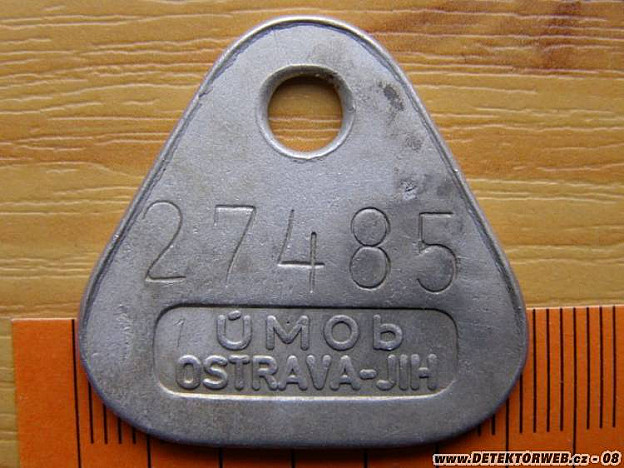 27485
ÚMOb
OSTRAVA-JIH
www.DETEKTORWEB.cz - 08